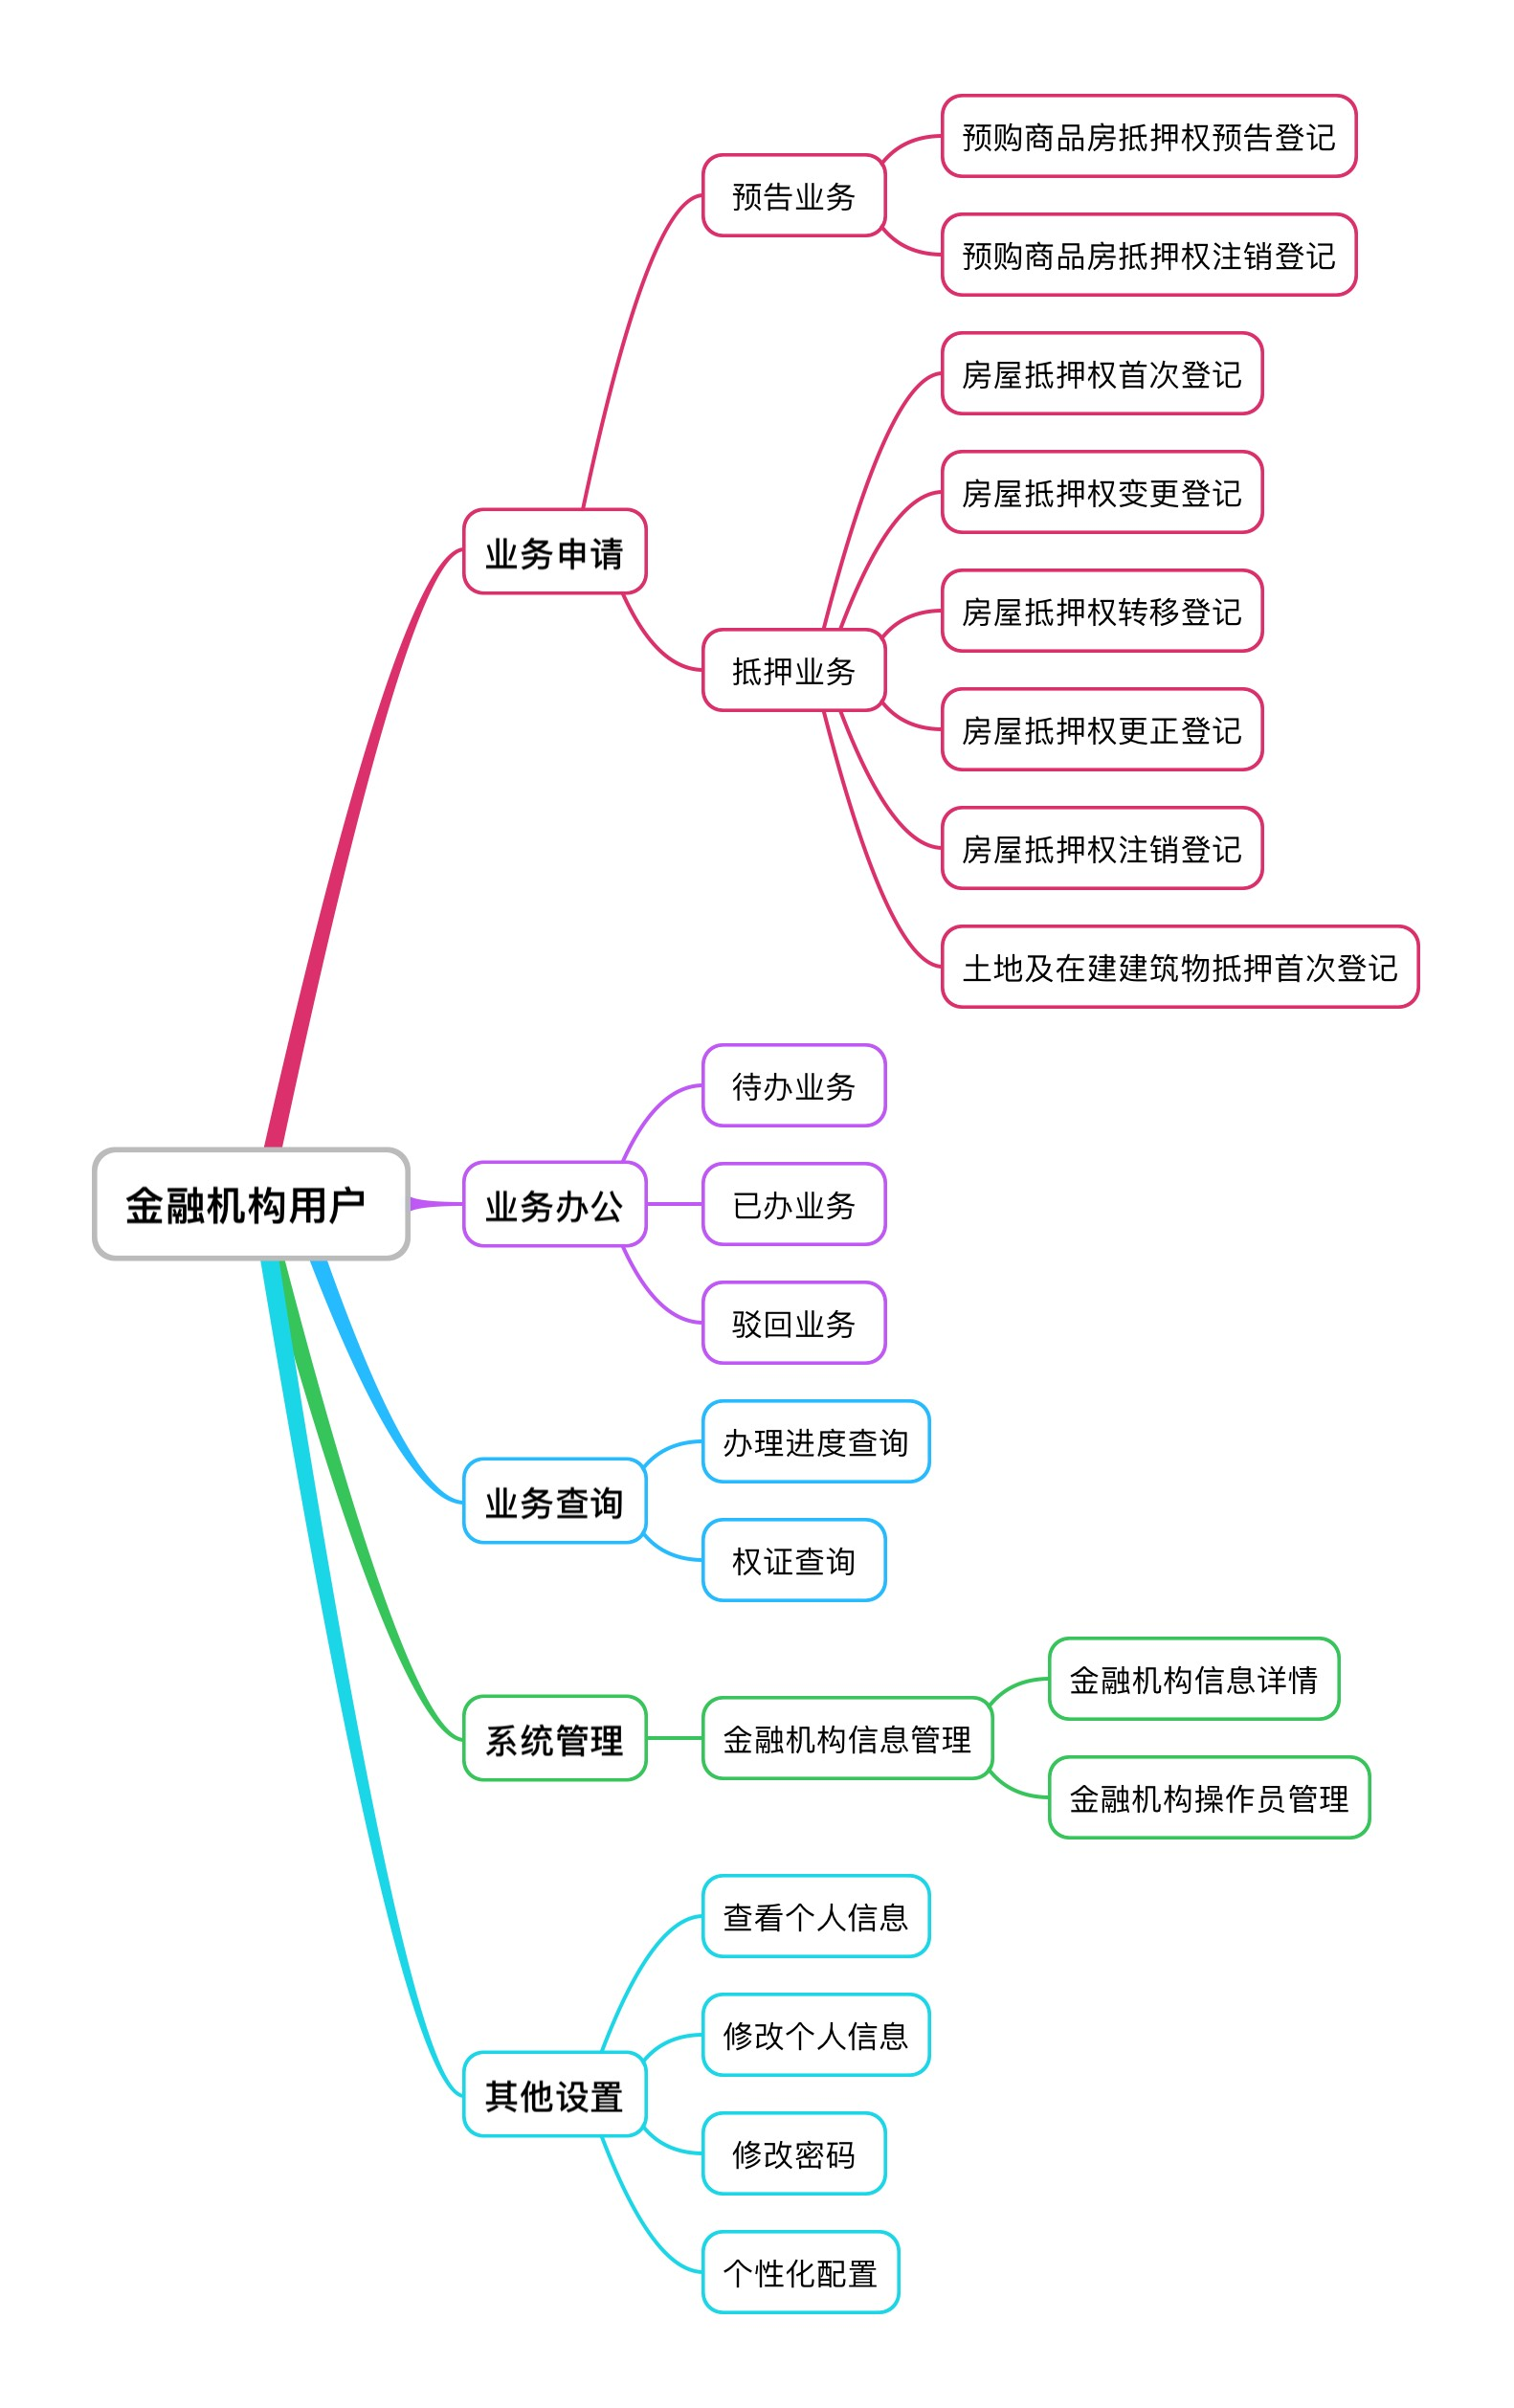 金融机构用户
业务申请
预告业务
预购商品房抵押权预告登记
预购商品房抵押权注销登记
抵押业务
房屋抵押权首次登记
房屋抵押权变更登记
房屋抵押权转移登记
房屋抵押权更正登记
房屋抵押权注销登记
土地及在建建筑物抵押首次登记
业务办公
待办业务
已办业务
驳回业务
业务查询
办理进度查询
权证查询
系统管理
金融机构信息管理
金融机构信息详情
金融机构操作员管理
其他设置
查看个人信息
修改个人信息
修改密码
个性化配置